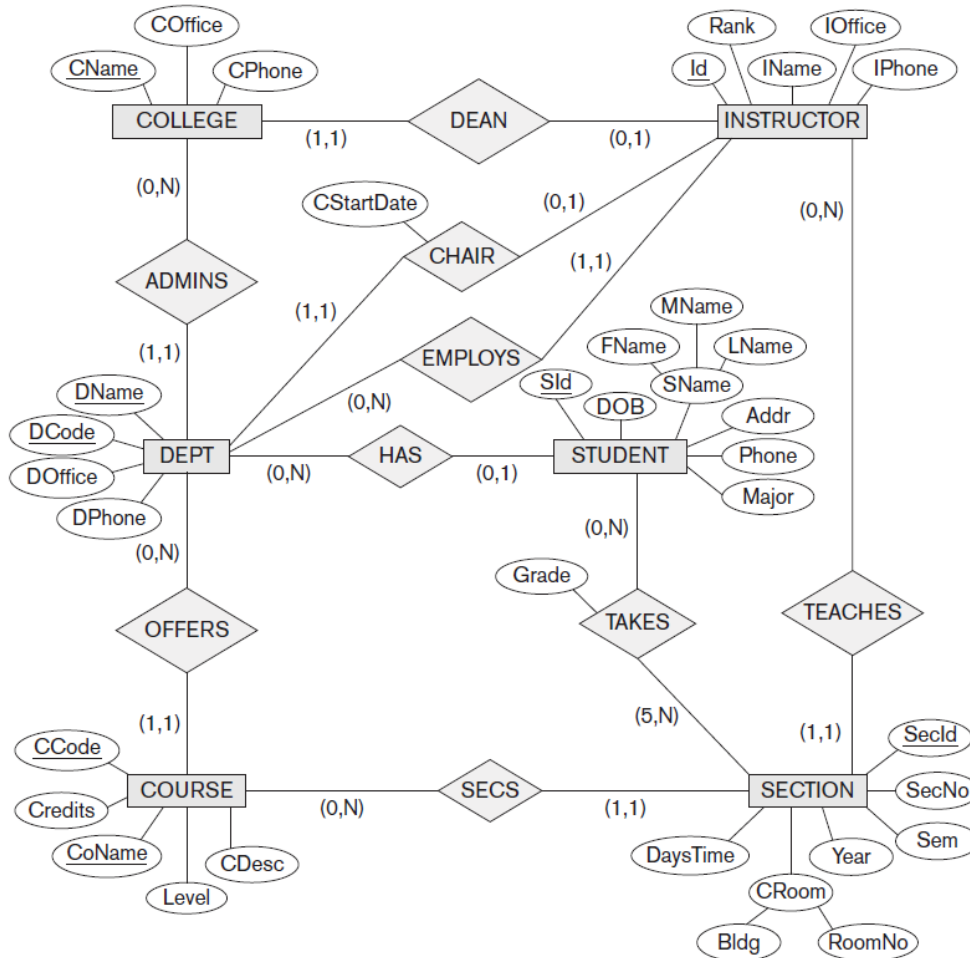 COffice
Rank
IOffice
CName
CPhone
Id
IName
IPhone
COLLEGE
DEAN
INSTRUCTOR
(1,1)
(0,1)
(0,N)
CStartDate
(0,1)
(0,N)
CHAIR
(1,1)
ADMINS
(1,1)
MName
(1,1)
EMPLOYS
FName
LName
DName
(0,N)
SId
SName
DCode
DOB
Addr
DOffice
DEPT
HAS
STUDENT
Phone
(0,N)
(0,1)
Major
DPhone
(0,N)
(0,N)
Grade
OFFERS
TAKES
TEACHES
(5,N)
(1,1)
(1,1)
CCode
SecId
COURSE
SECS
SECTION
SecNo
Credits
(0,N)
(1,1)
CoName
CDesc
DaysTime
Year
Sem
Level
CRoom
Bldg
RoomNo